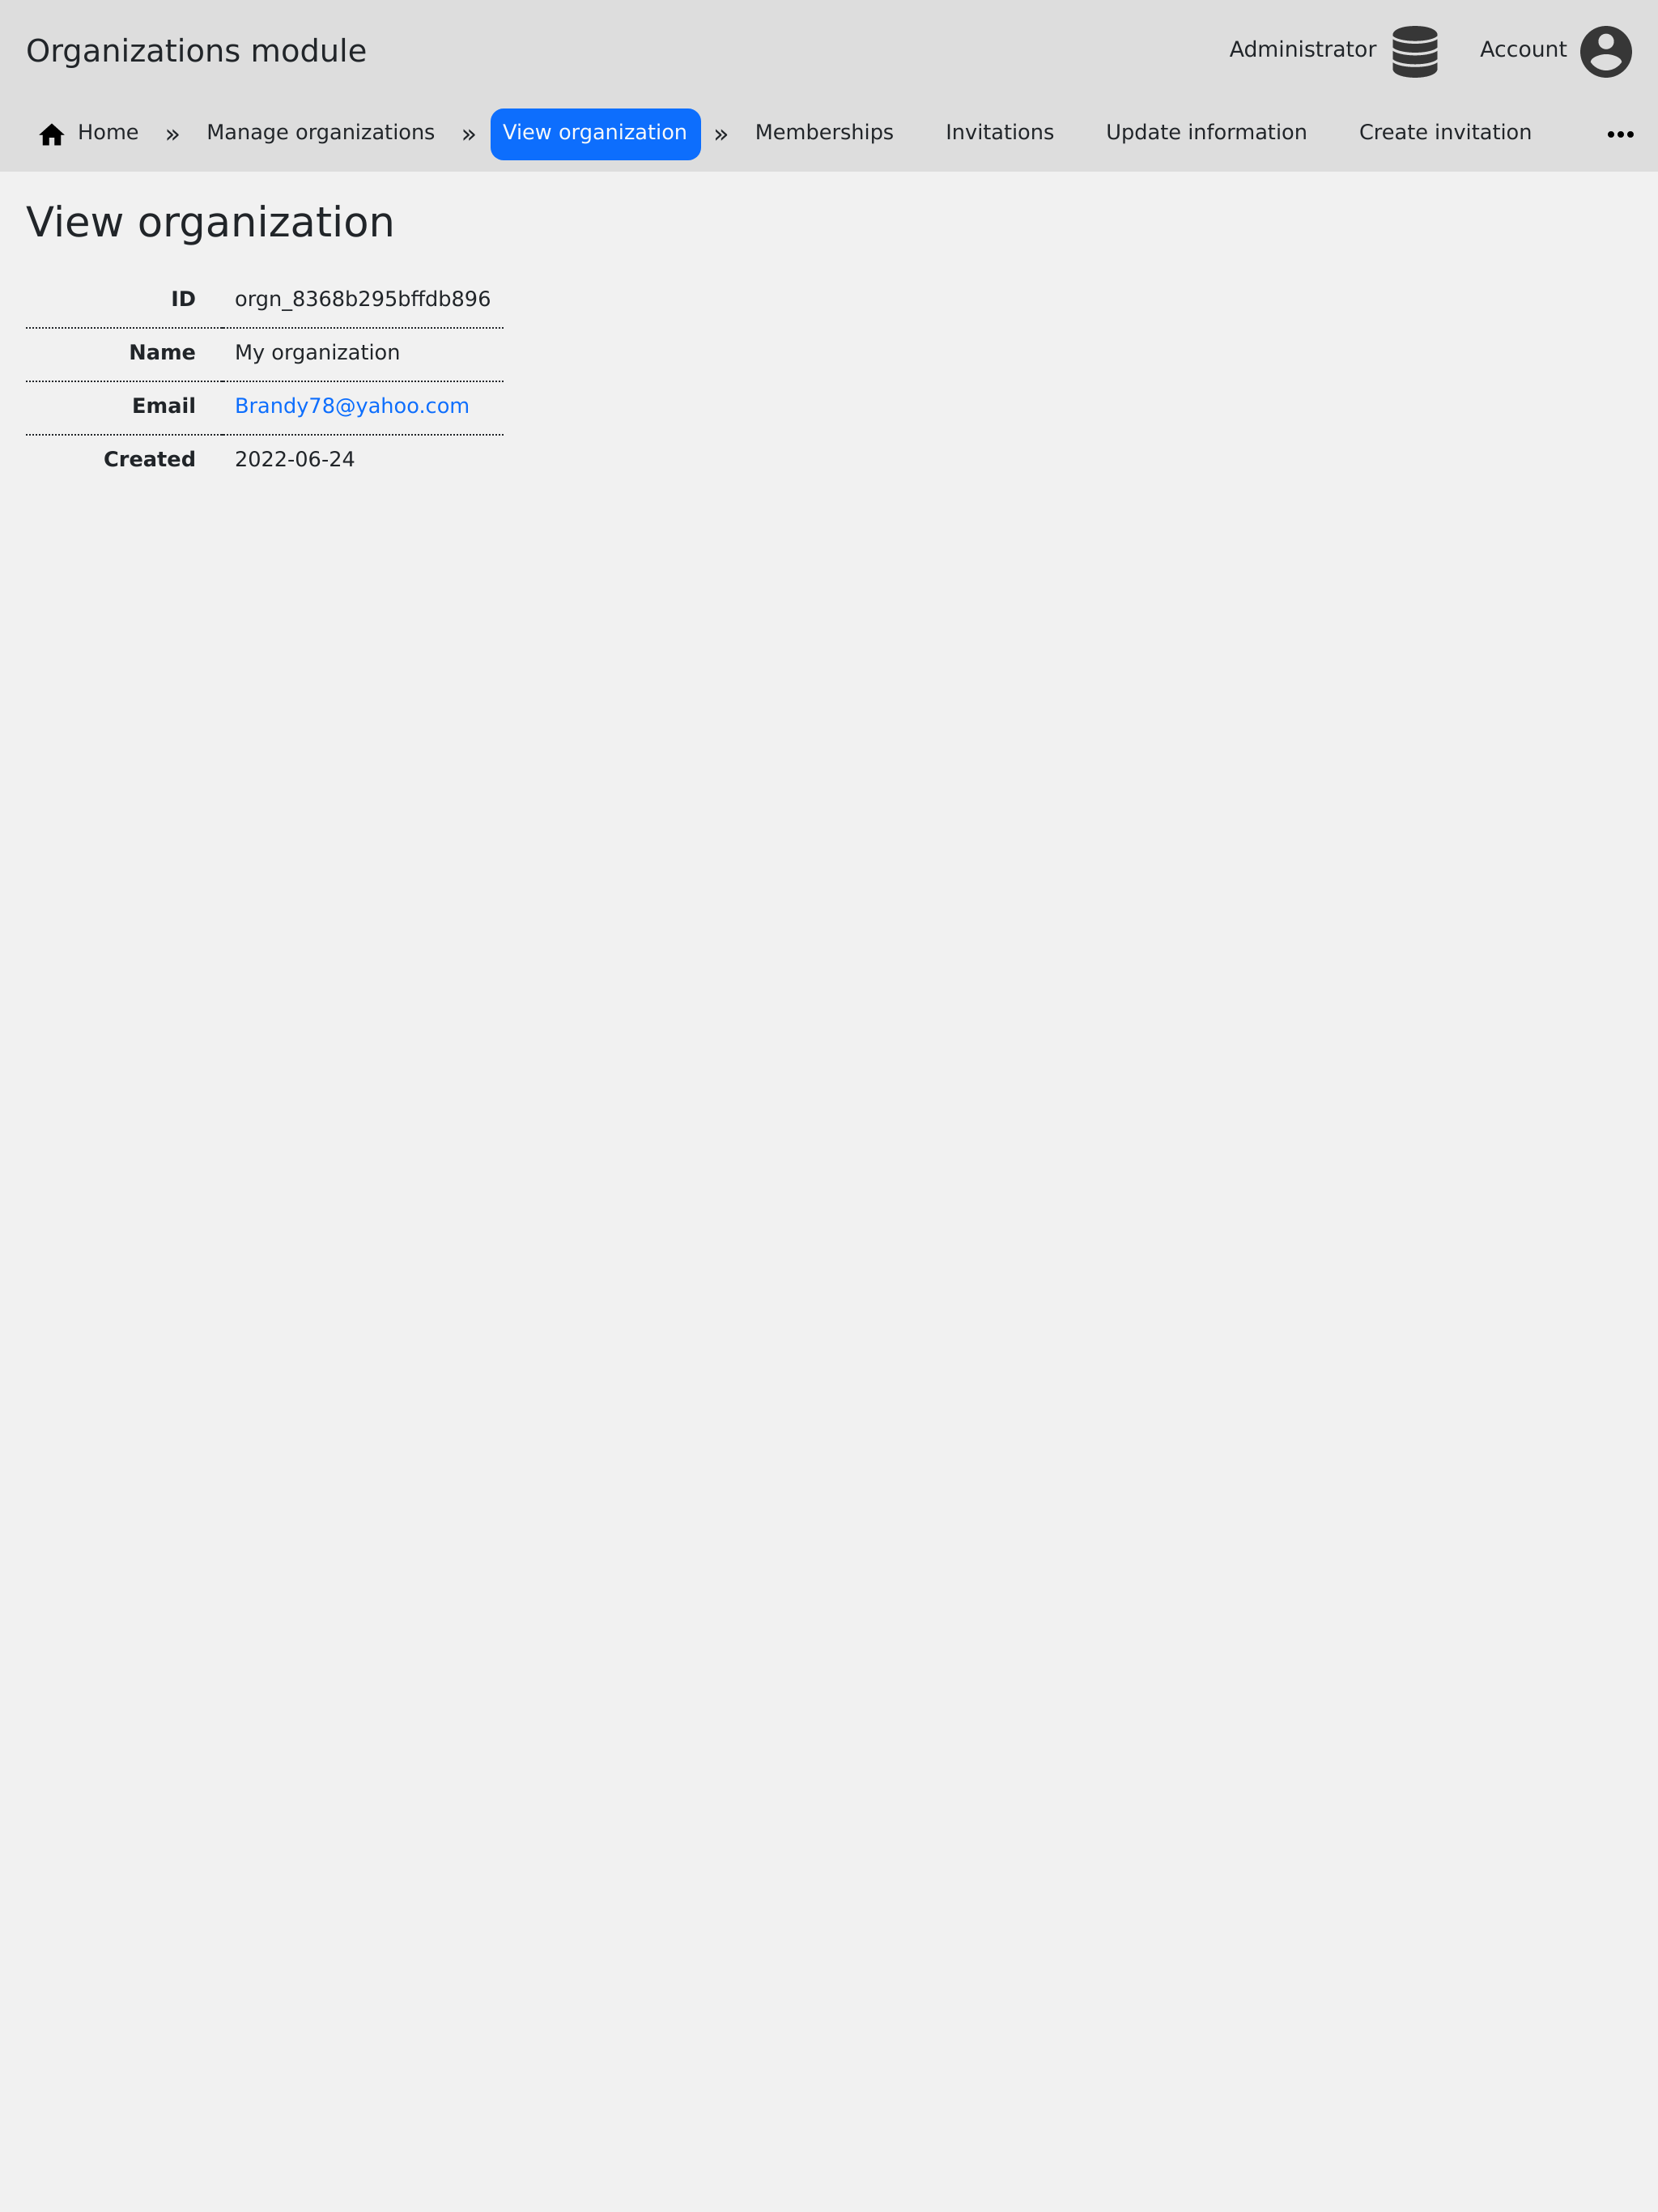 Organizations module
Administrator
Account
Home » Manage organizations » View organization » Memberships Invitations Update information Create invitation •••
View organization
ID orgn_8368b295bffdb896
Name My organization
Email Brandy78@yahoo.com
Created 2022-06-24